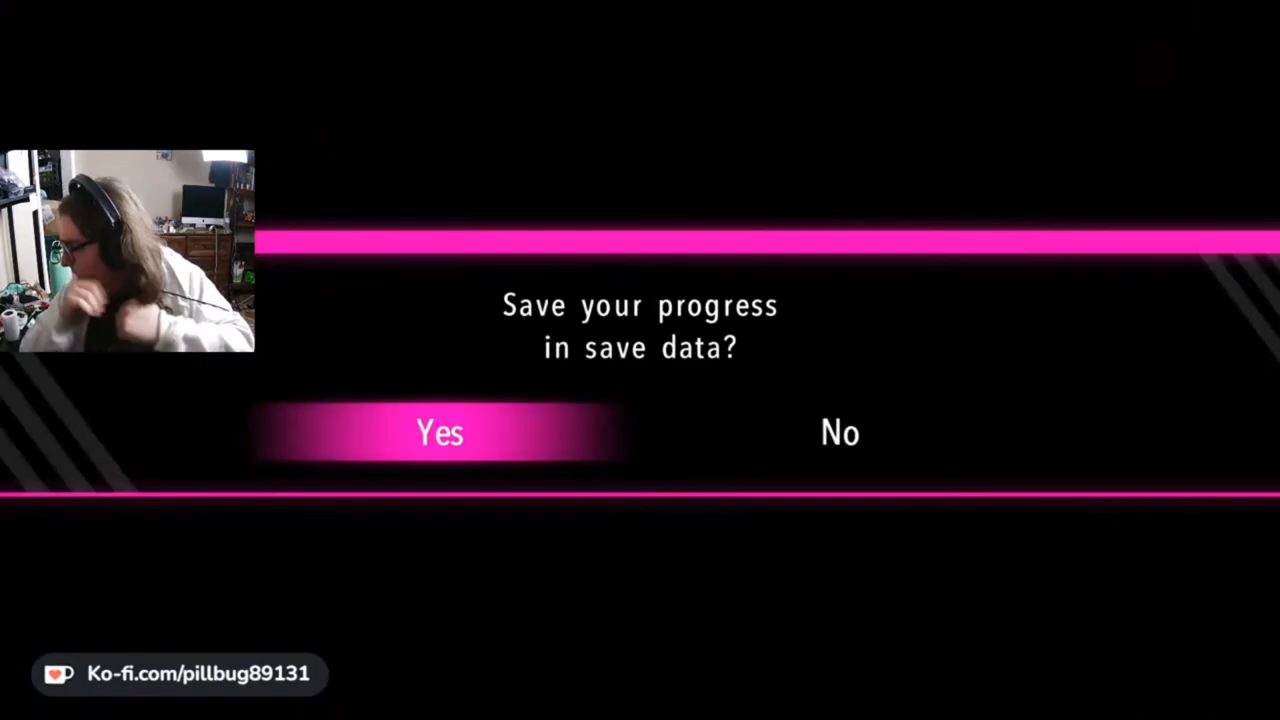 Save your progress
in save data?
Yes
No
Ko-fi.com/pillbug89131